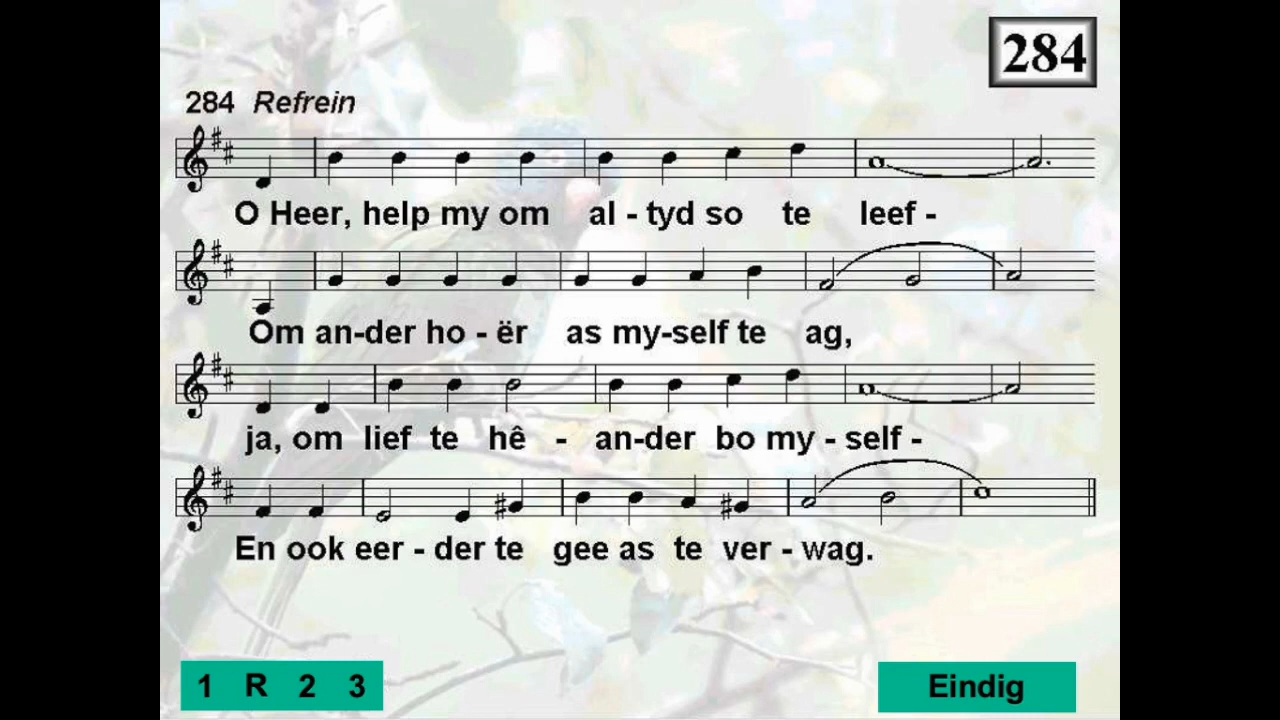 284
284 Refrein
O Heer, help my om al - tyd so te leef -
Om an-der ho - ër as my-self te ag,
ja, om lief te hê - an-der bo my - self -
En ook eer - der te gee as te ver - wag.
1 R 2 3
Eindig